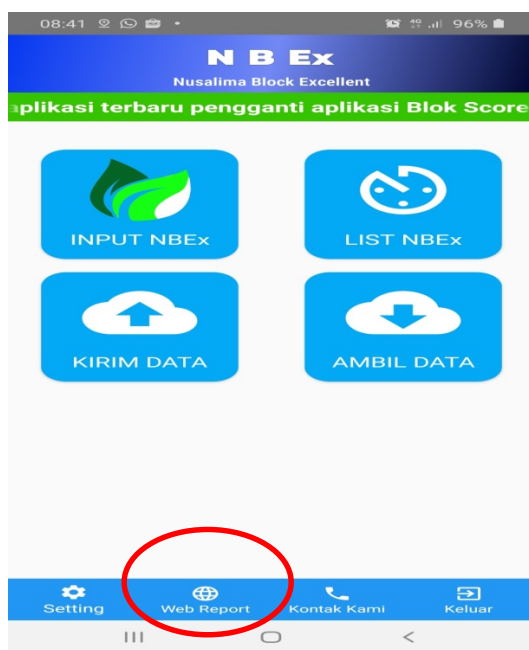 08:41
96%
N B Ex
Nusalima Block Excellent
aplikasi terbaru pengganti aplikasi Blok Score
INPUT NBEx
LIST NBEx
KIRIM DATA
AMBIL DATA
Setting
Web Report
Kontak Kami
Keluar